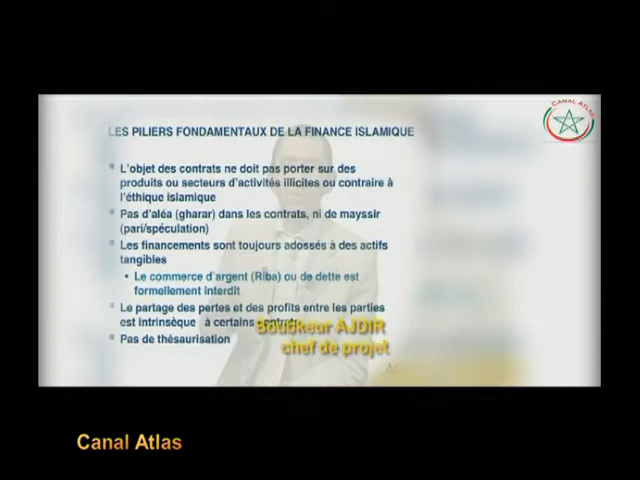 CANAL ATLAS
LES PILIERS FONDAMENTAUX DE LA FINANCE ISLAMIQUE
L'objet des contrats ne doit pas porter sur des
produits ou secteurs d'activités illicites ou contraire à
l'éthique islamique
Pas d'aléa (gharar) dans les contrats, ni de mayssir
(pari/spéculation)
Les financements sont toujours adossés à des actifs
tangibles
Le commerce d'argent (Riba) ou de dette est
formellement interdit
Le partage des pertes et des profits entre les parties
est intrinsèque à certains
Boubkeur AJDIR
Pas de thésaurisation
chef de projet
Canal Atlas